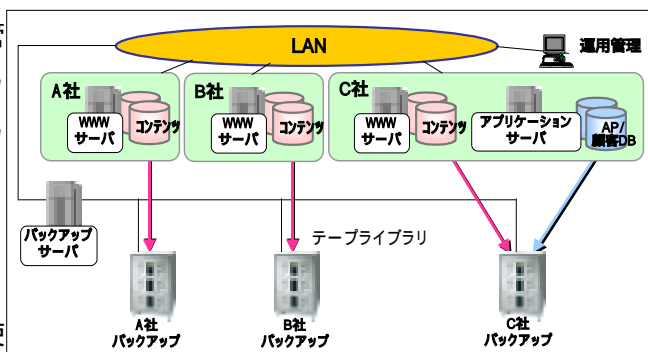 LAN
運用管理
A社
WWW
サーバ
コンテンツ
B社
WWW
サーバ
コンテンツ
C社
WWW
サーバ
コンテンツ
アプリケーション
サーバ
AP/
顧客DB
バックアップ
サーバ
テープライブラリ
A社
バックアップ
B社
バックアップ
C社
バックアップ